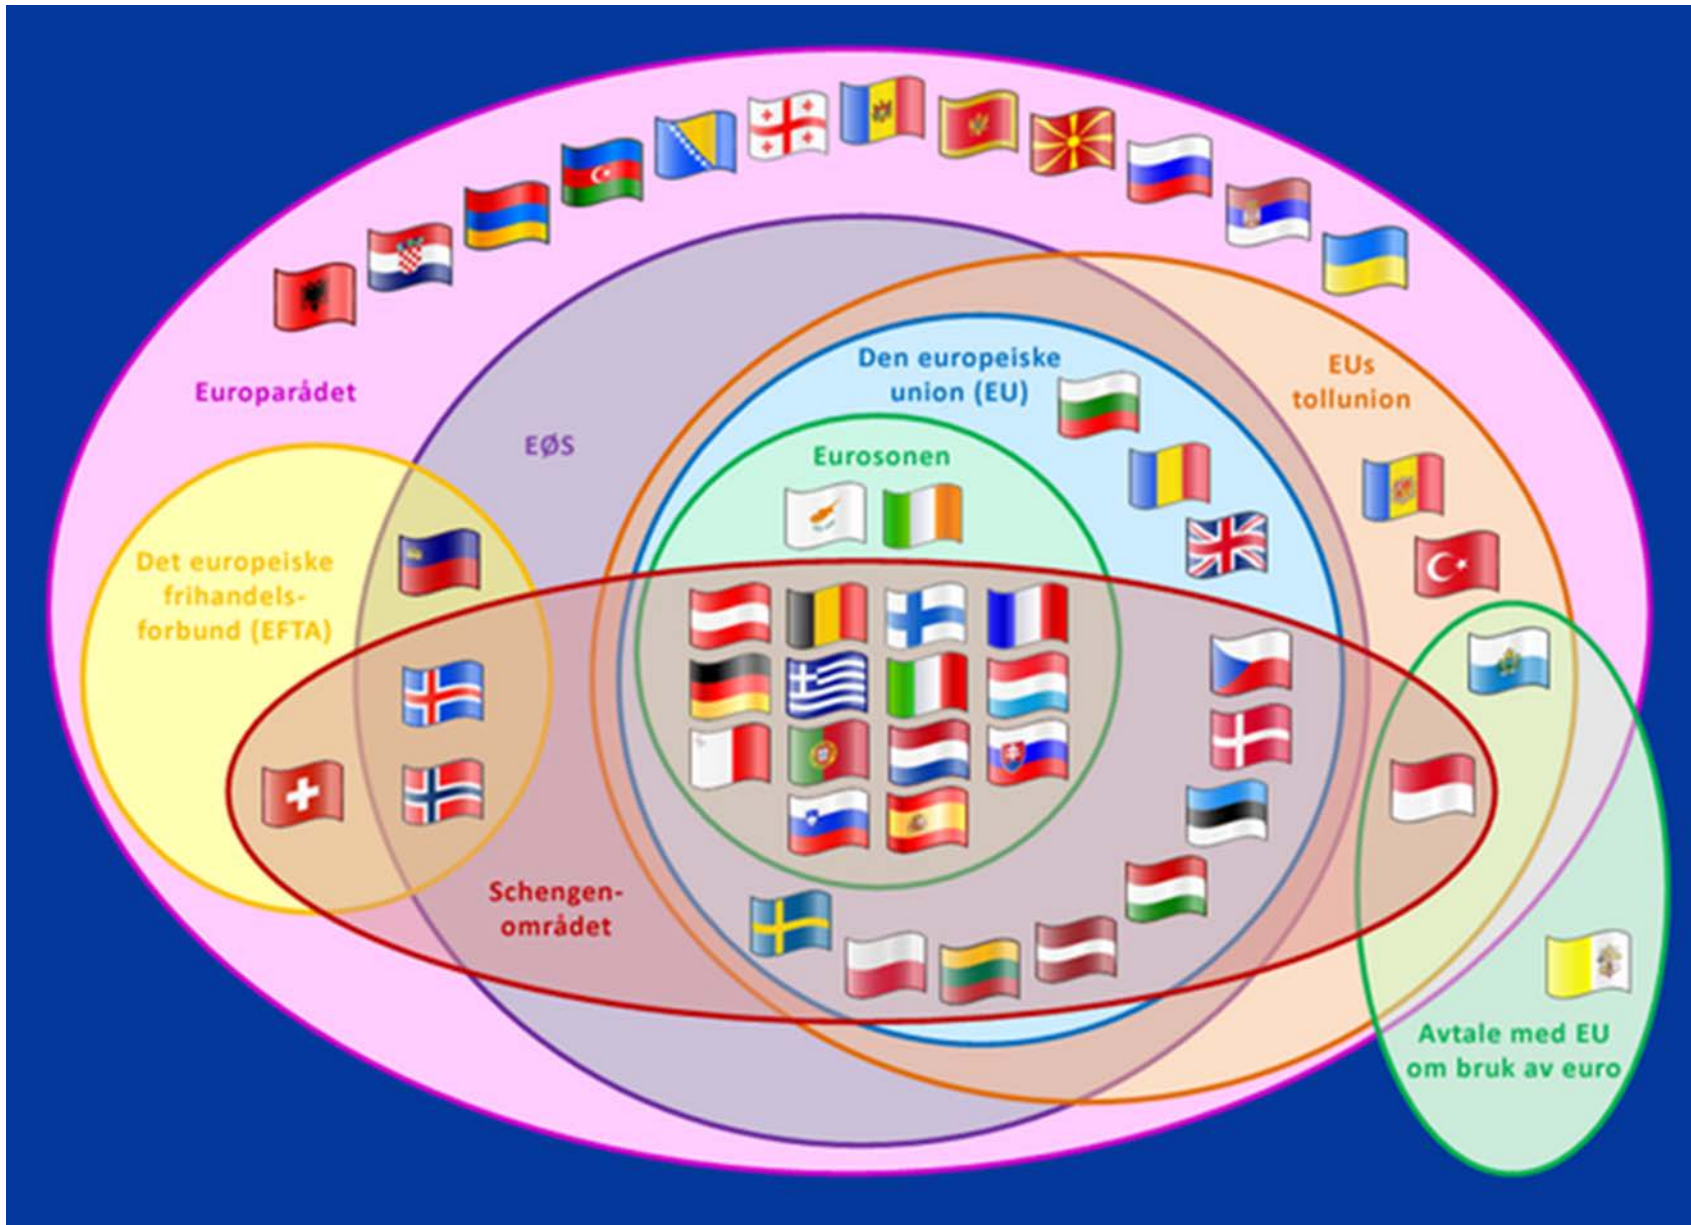 Europarådet
EØS
Den europeiske
union (EU)
EUs
tollunion
Eurosonen
Det europeiske
frihandels-
forbund (EFTA)
Schengen-
området
Avtale med EU
om bruk av euro